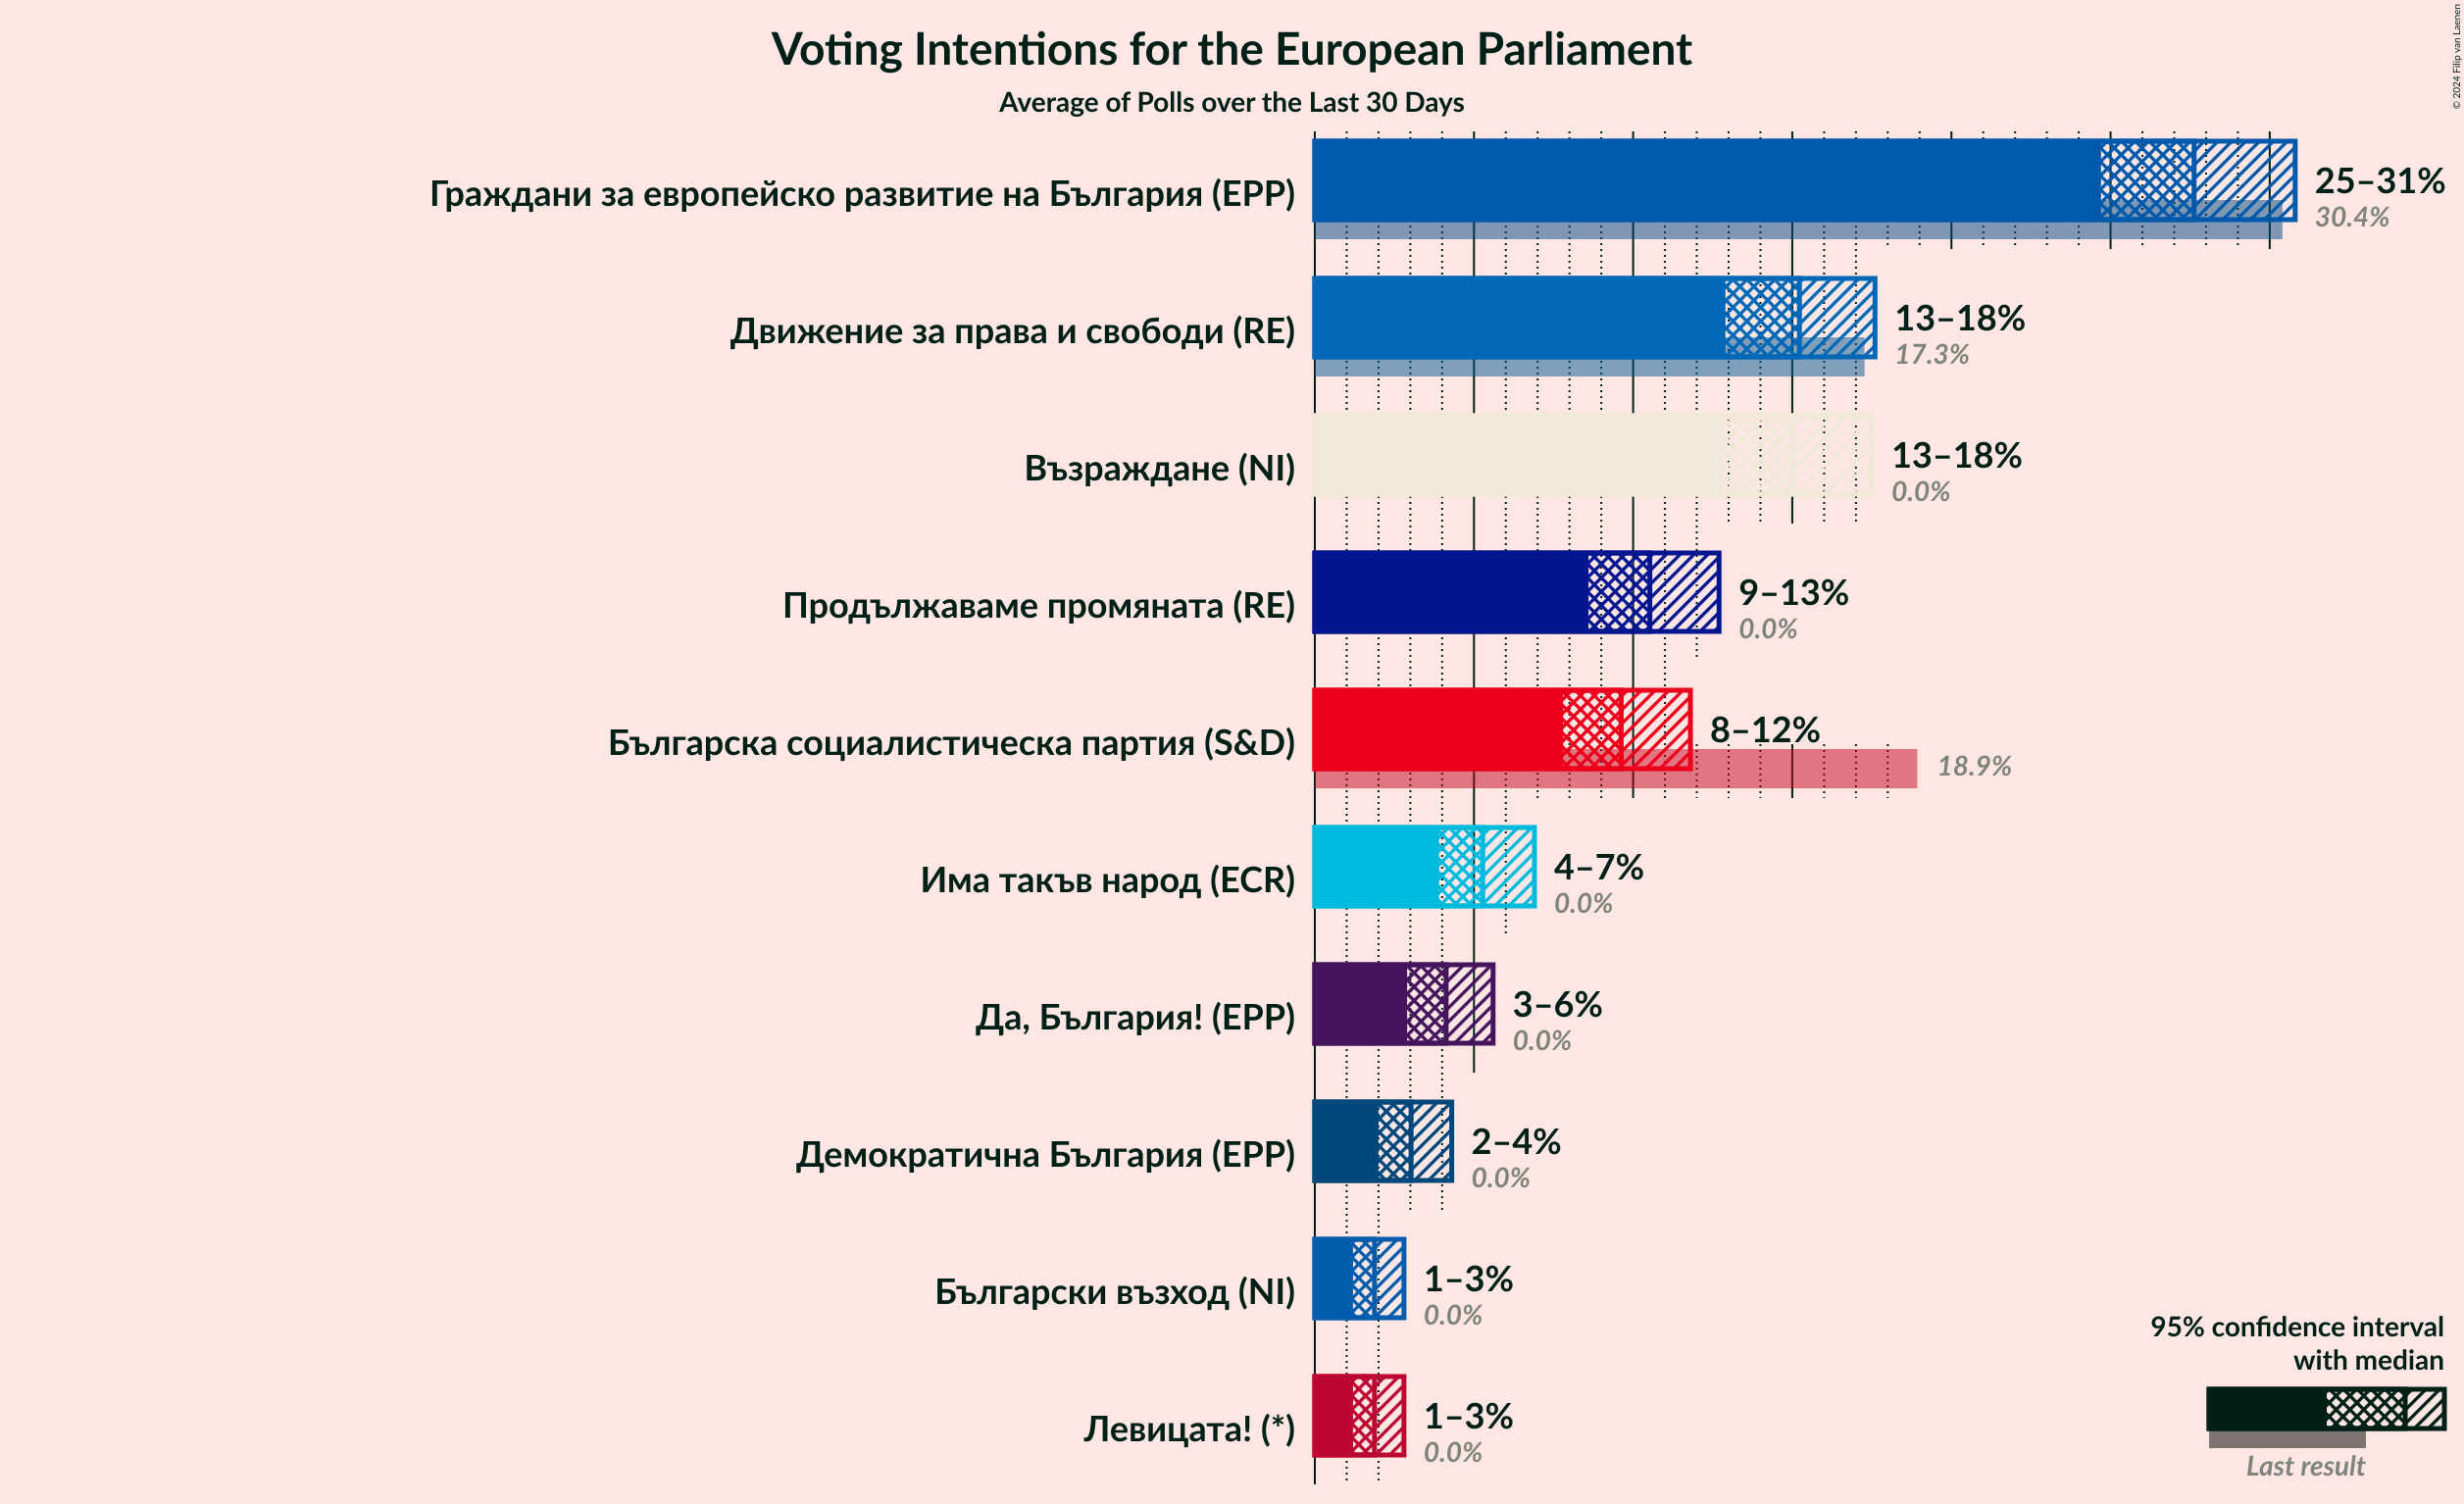 © 2024 Filip van Laenen
Voting Intentions for the European Parliament
Average of Polls over the Last 30 Days
Граждани за европейско развитие на България (EPP)
25–31%
30.4%
Движение за права и свободи (RE)
13–18%
17.3%
Възраждане (NI)
13–18%
0.0%
Продължаваме промяната (RE)
9–13%
0.0%
Българска социалистическа партия (S&D)
8–12%
18.9%
Има такъв народ (ECR)
4–7%
0.0%
Да, България! (EPP)
3–6%
0.0%
Демократична България (EPP)
2–4%
0.0%
Български възход (NI)
1–3%
0.0%
Левицата! (*)
1–3%
0.0%
95% confidence interval
with median
Last result